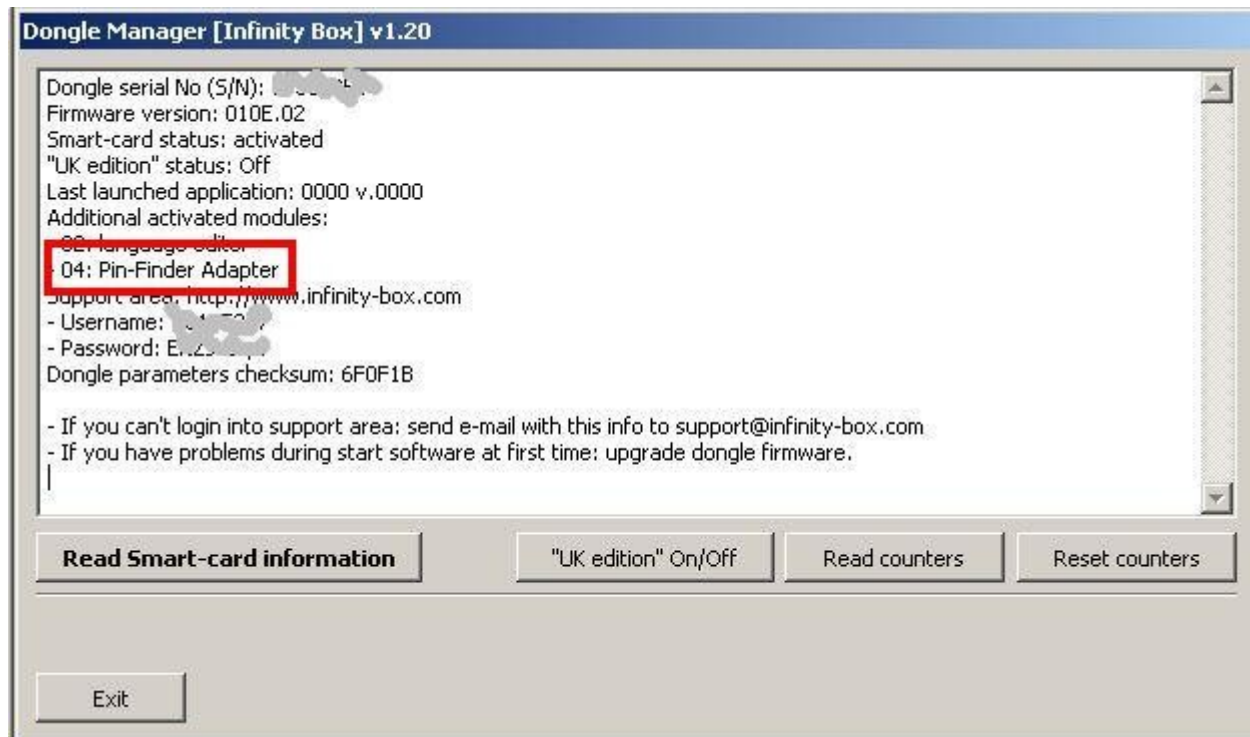 Dongle Manager [Infinity Box] v1.20
Dongle serial No (S/N):
Firmware version: 010E.02
Smart-card status: activated
"UK edition" status: Off
Last launched application: 0000 v.0000
Additional activated modules:
- 02: language editor
- 04: Pin-Finder Adapter
Support area: http://www.infinity-box.com
- Username:
- Password:
Dongle parameters checksum: 6F0F1B
- If you can't login into support area: send e-mail with this info to support@infinity-box.com
- If you have problems during start software at first time: upgrade dongle firmware.
Read Smart-card information
"UK edition" On/Off
Read counters
Reset counters
Exit